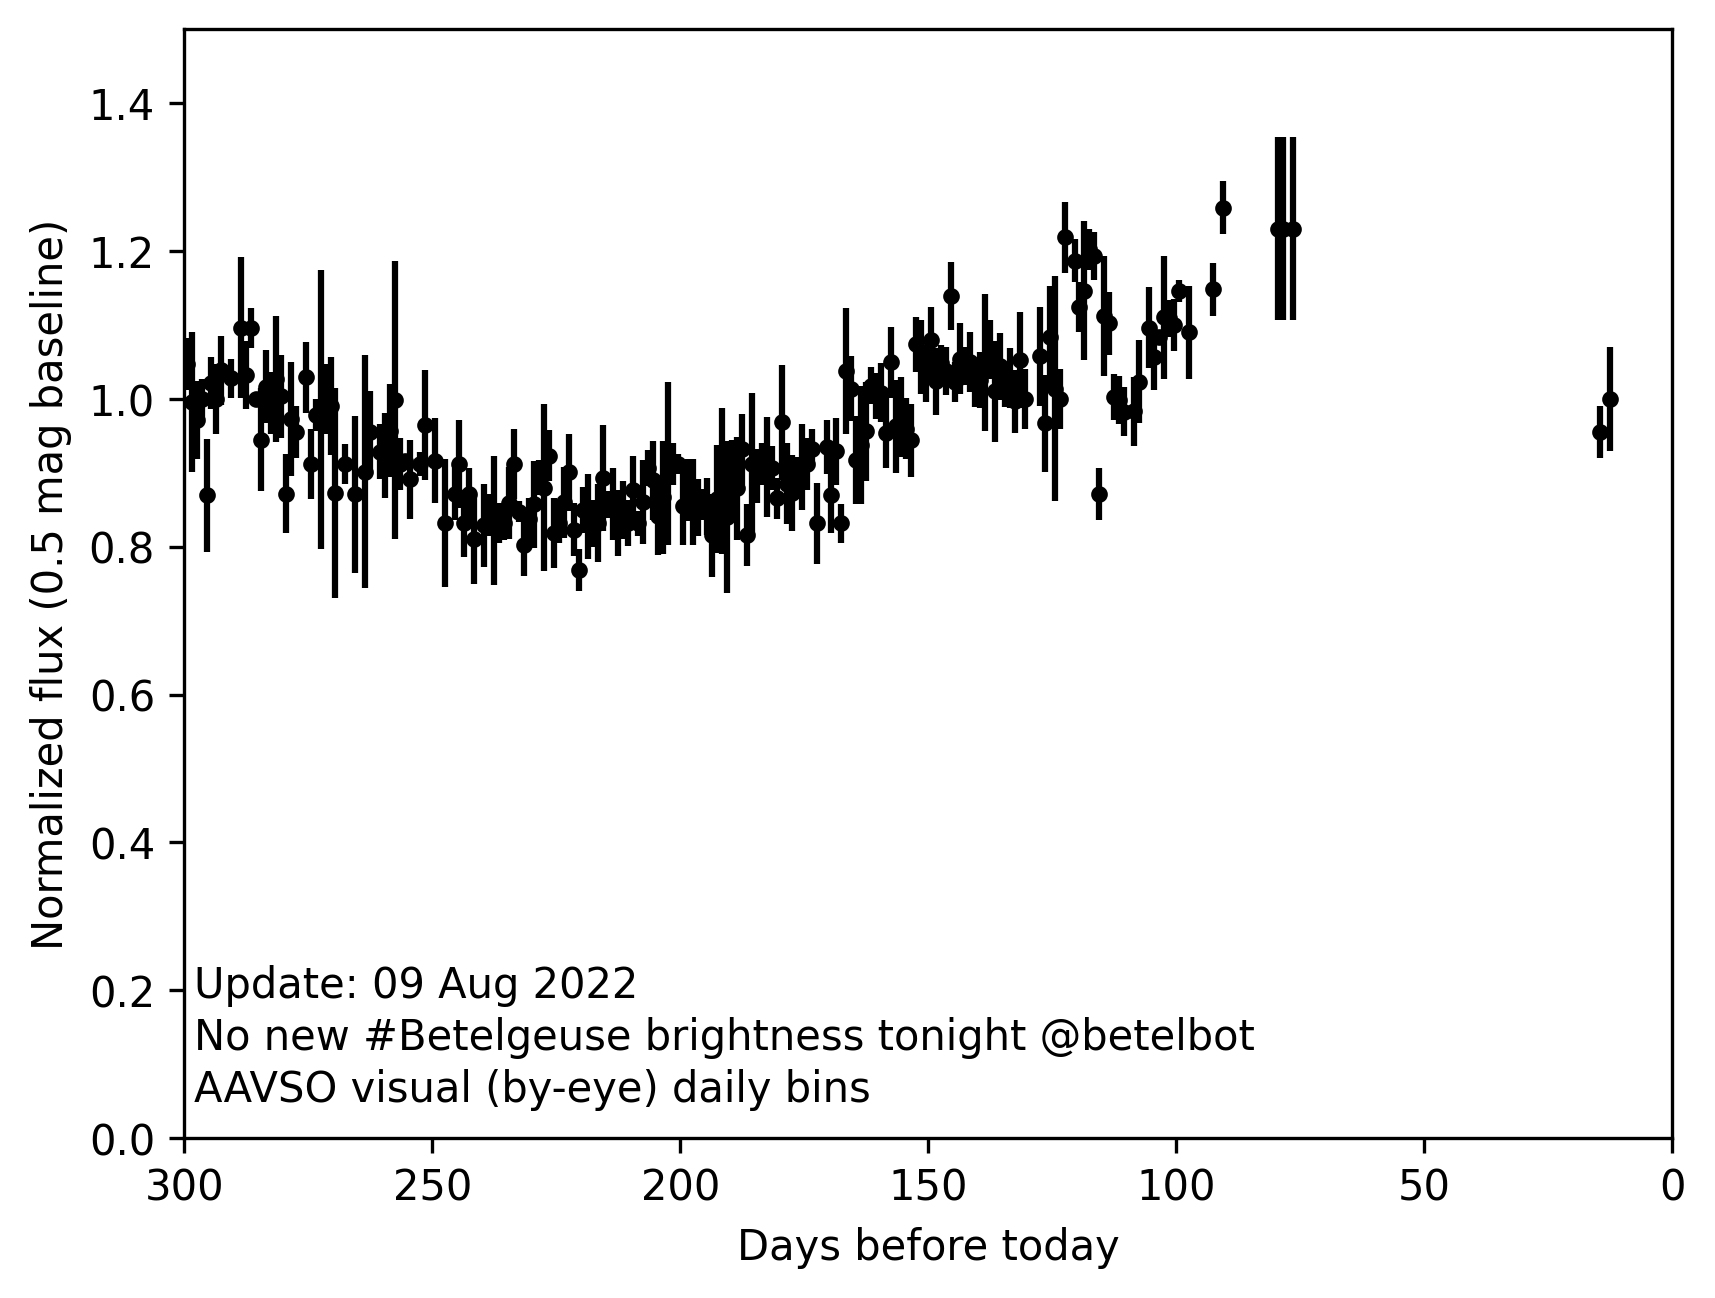 1.4
1.2
1.0
0.8
0.6
0.4
0.2
0.0
Normalized flux (0.5 mag baseline)
Update: 09 Aug 2022
No new #Betelgeuse brightness tonight @betelbot
AAVSO visual (by-eye) daily bins
300 250 200 150 100 50 0
Days before today